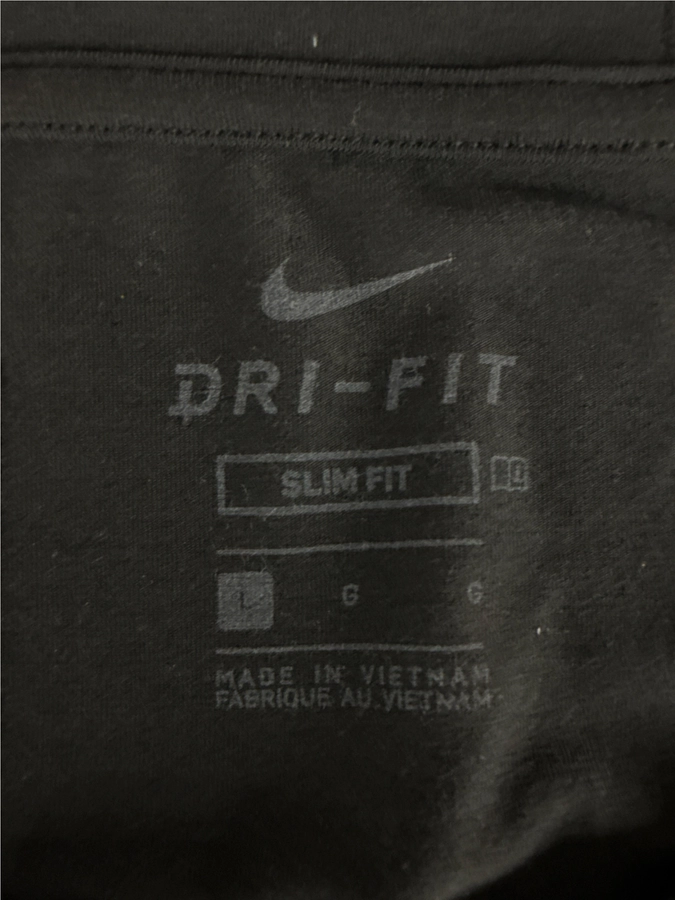 DRI-FIT
SLIM FIT
L G G
MADE IN VIETNAM
FABRIQUE AU VIETNAM